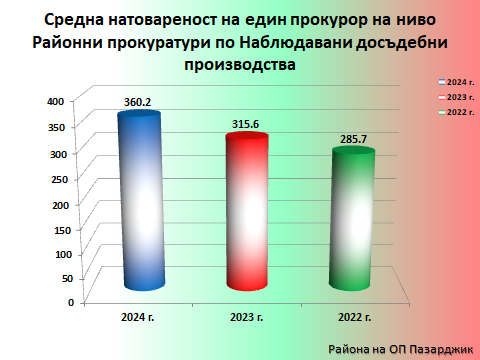 Средна натовареност на един прокурор на ниво
Районни прокуратури по Наблюдавани досъдебни
производства
2024 г.
2023 г.
2022 г.
400
350
300
250
200
150
100
50
0
360.2
315.6
285.7
2024 г.
2023 г.
2022 г.
Района на ОП Пазарджик